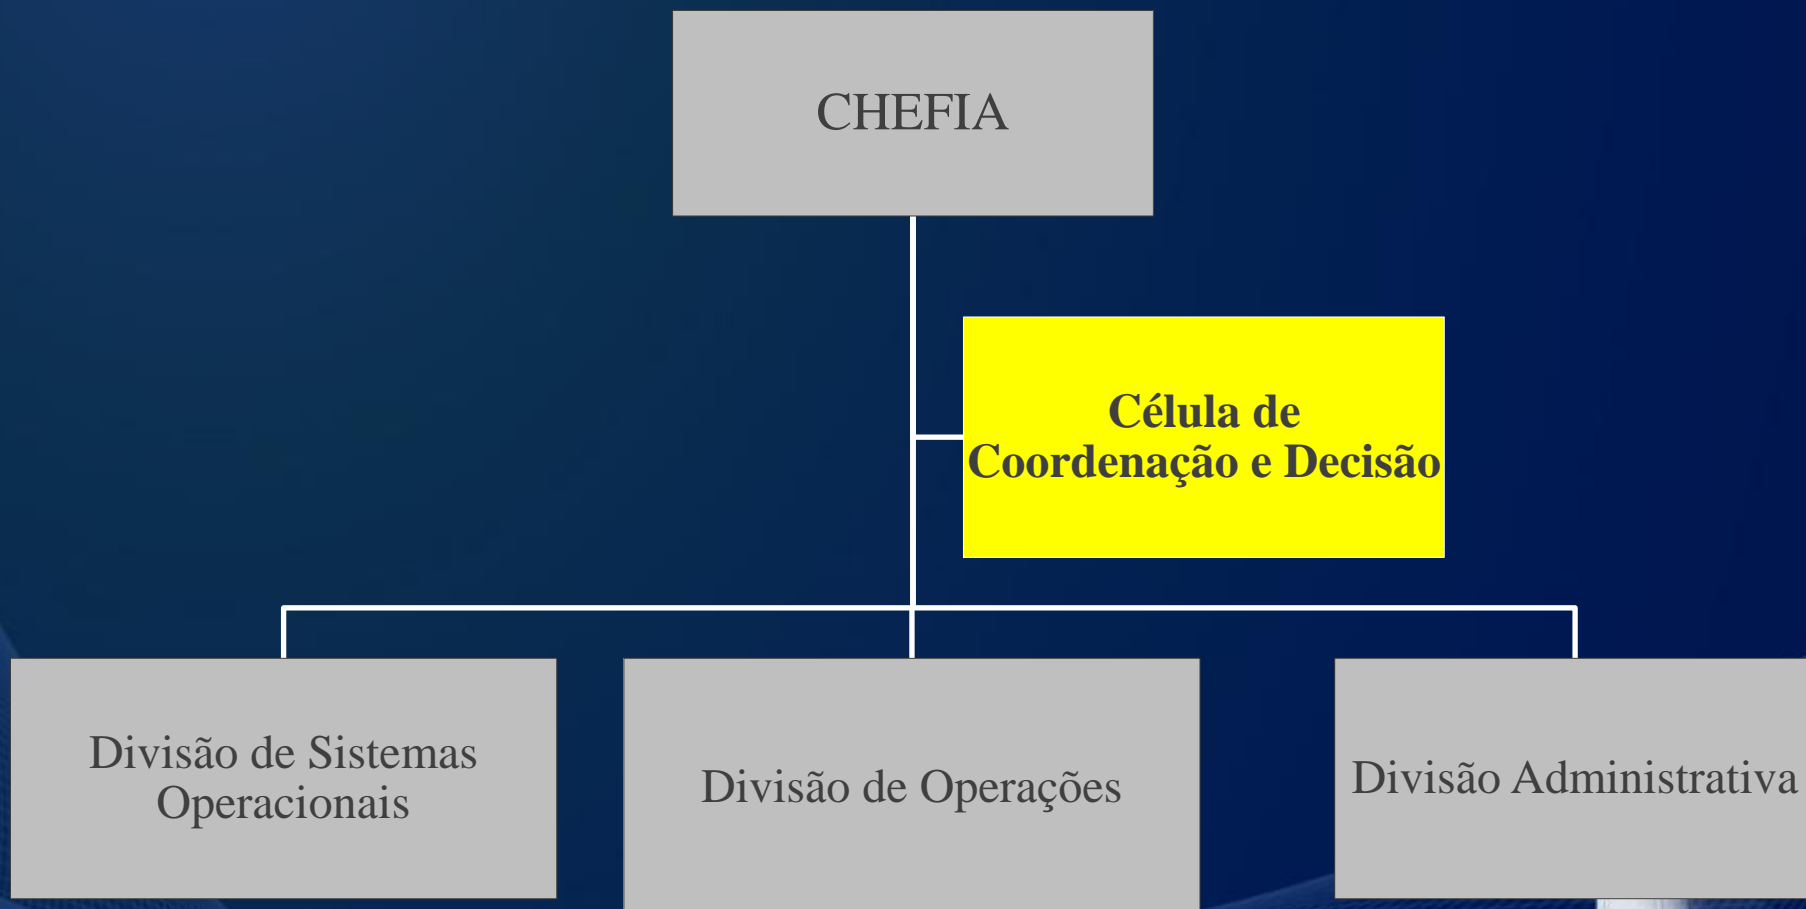 CHEFIA
Célula de
Coordenação e Decisão
Divisão de Sistemas
Operacionais
Divisão de Operações
Divisão Administrativa